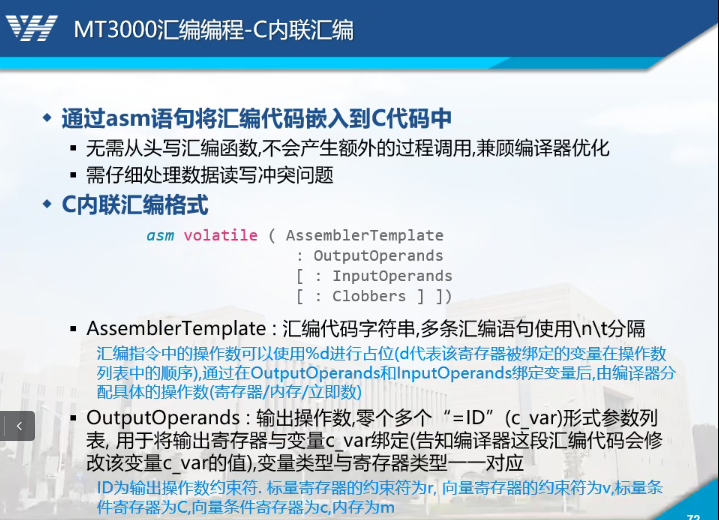 MT3000汇编编程-C内联汇编
通过asm语句将汇编代码嵌入到C代码中
无需从头写汇编函数,不会产生额外的过程调用,兼顾编译器优化
需仔细处理数据读写冲突问题
C内联汇编格式
asm volatile ( AssemblerTemplate
: OutputOperands
[ : InputOperands
[ : Clobbers ] ])
AssemblerTemplate : 汇编代码字符串,多条汇编语句使用\n\t分隔
汇编指令中的操作数可以使用%d进行占位(d代表该寄存器被绑定的变量在操作数
列表中的顺序),通过在OutputOperands和InputOperands绑定变量后,由编译器分
配具体的操作数(寄存器/内存/立即数)
OutputOperands : 输出操作数,零个多个“=ID”(c_var)形式参数列
表, 用于将输出寄存器与变量c_var绑定(告知编译器这段汇编代码会修
改该变量c_var的值),变量类型与寄存器类型一一对应
ID为输出操作数约束符. 标量寄存器的约束符为r, 向量寄存器的约束符为v,标量条
件寄存器为C,向量条件寄存器为c,内存为m
72